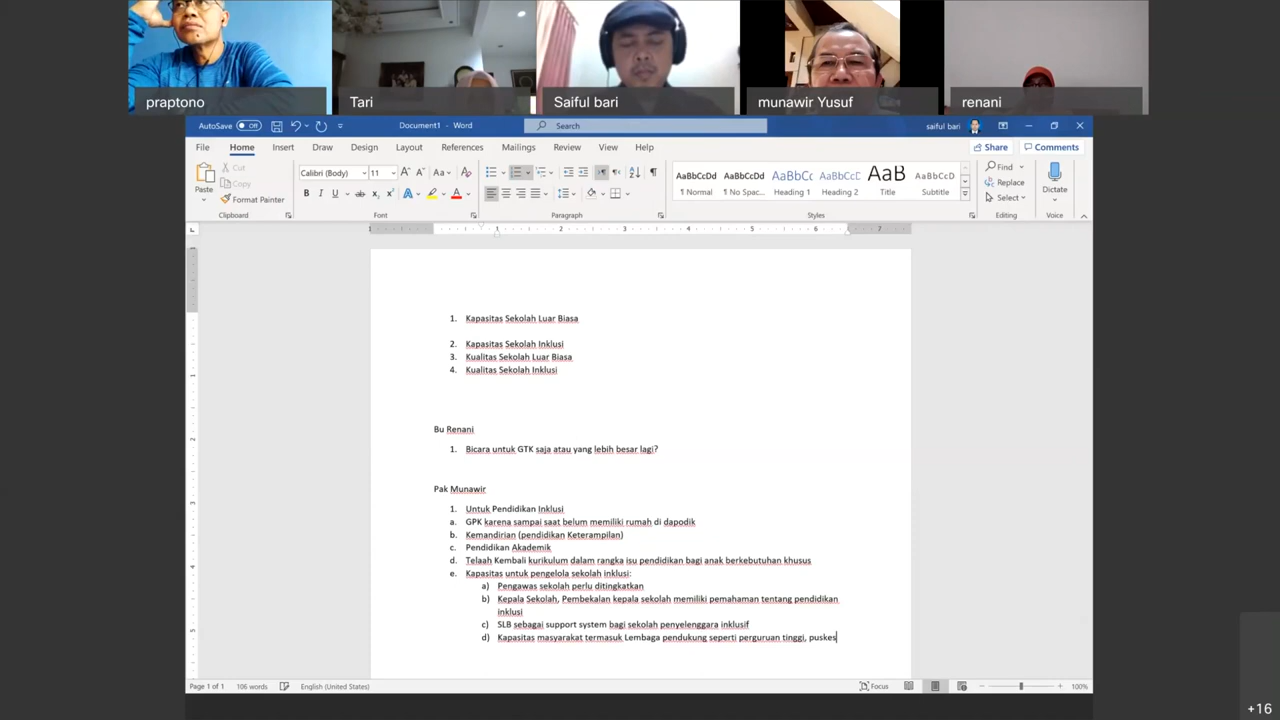 praptono
Tari
Saiful bari
munawir Yusuf
renani
AutoSave Off
Document1 - Word
Search
saiful bari
File Home Insert Draw Design Layout References Mailings Review View Help
Share Comments
Paste
Cut
Copy
Format Painter
Clipboard
Calibri (Body) 11
Font
Paragraph
AaBbCcDd AaBbCcDd AaBbCc AaBbCcD AaB AaBbCcD
¶ Normal ¶ No Spac... Heading 1 Heading 2 Title Subtitle
Styles
Find
Replace
Select
Editing
Dictate
Voice
1. Kapasitas Sekolah Luar Biasa
2. Kapasitas Sekolah Inklusi
3. Kualitas Sekolah Luar Biasa
4. Kualitas Sekolah Inklusi
Bu Renani
1. Bicara untuk GTK saja atau yang lebih besar lagi?
Pak Munawir
1. Untuk Pendidikan Inklusi
a. GPK karena sampai saat belum memiliki rumah di dapodik
b. Kemandirian (pendidikan Keterampilan)
c. Pendidikan Akademik
d. Telaah Kembali kurikulum dalam rangka isu pendidikan bagi anak berkebutuhan khusus
e. Kapasitas untuk pengelola sekolah inklusi:
a) Pengawas sekolah perlu ditingkatkan
b) Kepala Sekolah, Pembekalan kepala sekolah memiliki pemahaman tentang pendidikan
inklusi
c) SLB sebagai support system bagi sekolah penyelenggara inklusif
d) Kapasitas masyarakat termasuk Lembaga pendukung seperti perguruan tinggi, puskes
Page 1 of 1 106 words English (United States)
Focus
100%
+16